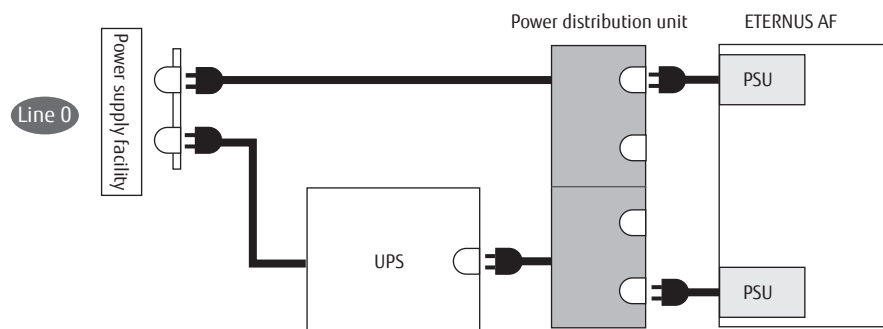 Power distribution unit
ETERNUS AF
Power supply facility
Line 0
PSU
UPS
PSU